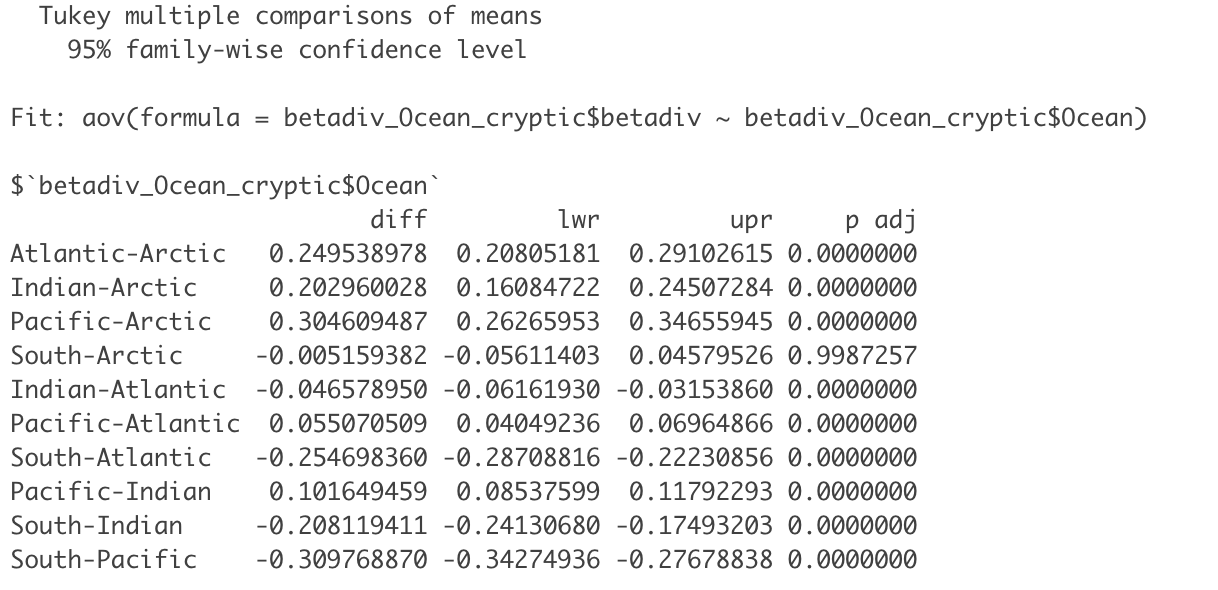 Tukey multiple comparisons of means
95% family-wise confidence level
Fit: aov(formula = betadiv_Ocean_cryptic$betadiv ~ betadiv_Ocean_cryptic$Ocean)
$`betadiv_Ocean_cryptic$Ocean`
diff lwr upr p adj
Atlantic-Arctic 0.249538978 0.20805181 0.29102615 0.0000000
Indian-Arctic 0.202960028 0.16084722 0.24507284 0.0000000
Pacific-Arctic 0.304609487 0.26265953 0.34655945 0.0000000
South-Arctic -0.005159382 -0.05611403 0.04579526 0.9987257
Indian-Atlantic -0.046578950 -0.06161930 -0.03153860 0.0000000
Pacific-Atlantic 0.055070509 0.04049236 0.06964866 0.0000000
South-Atlantic -0.254698360 -0.28708816 -0.22230856 0.0000000
Pacific-Indian 0.101649459 0.08537599 0.11792293 0.0000000
South-Indian -0.208119411 -0.24130680 -0.17493203 0.0000000
South-Pacific -0.309768870 -0.34274936 -0.27678838 0.0000000